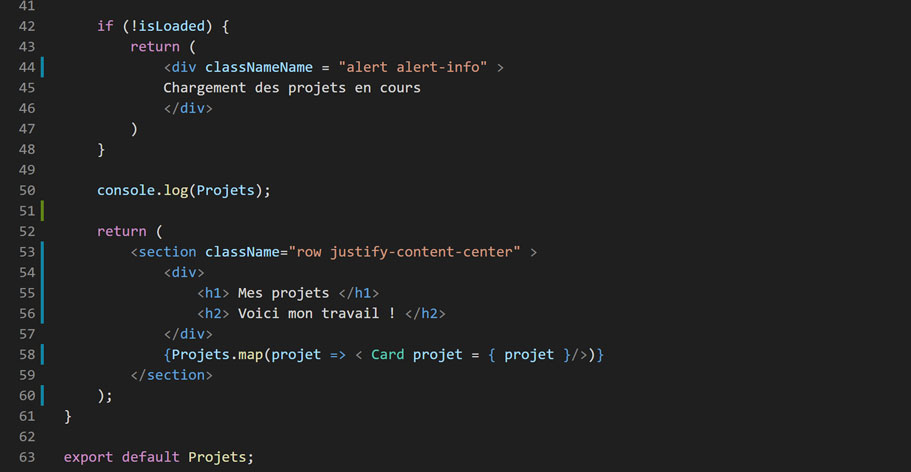 41
42 if (!isLoaded) {
43 return (
44 <div classNameName = "alert alert-info" >
45 Chargement des projets en cours
46 </div>
47 )
48 }
49
50 console.log(Projets);
51
52 return (
53 <section className="row justify-content-center" >
54 <div>
55 <h1> Mes projets </h1>
56 <h2> Voici mon travail ! </h2>
57 </div>
58 {Projets.map(projet => < Card projet = { projet }/>)}
59 </section>
60 );
61 }
62
63 export default Projets;